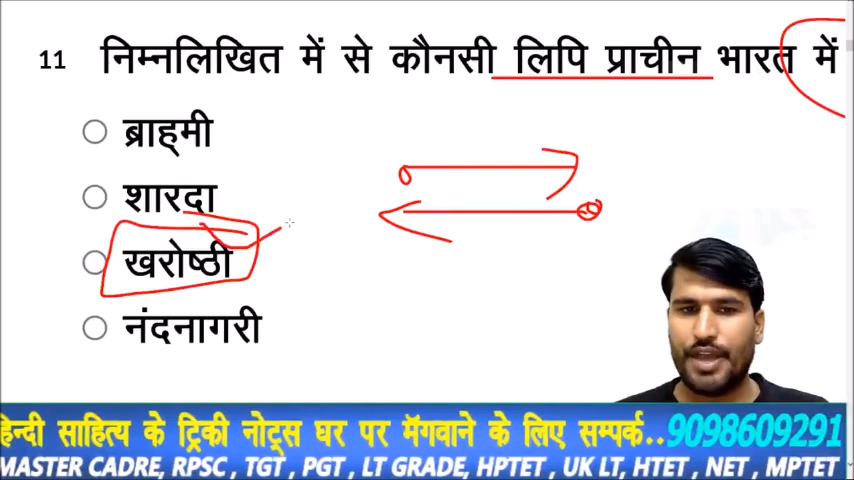 11 निम्नलिखित में से कौनसी लिपि प्राचीन भारत में
ब्राह्मी
शारदा
खरोष्ठी
नंदनागरी
हिन्दी साहित्य के ट्रिकी नोट्स घर पर मॅगवाने के लिए सम्पर्क..9098609291
MASTER CADRE, RPSC , TGT , PGT , LT GRADE, HPTET , UK LT, HTET , NET , MPTET